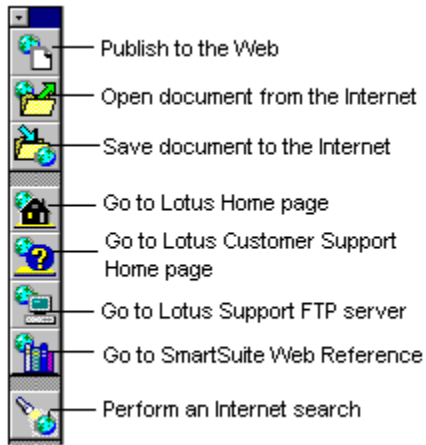 Publish to the Web
Open document from the Internet
Save document to the Internet
Go to Lotus Home page
Go to Lotus Customer Support
Home page
Go to Lotus Support FTP server
Go to SmartSuite Web Reference
Perform an Internet search